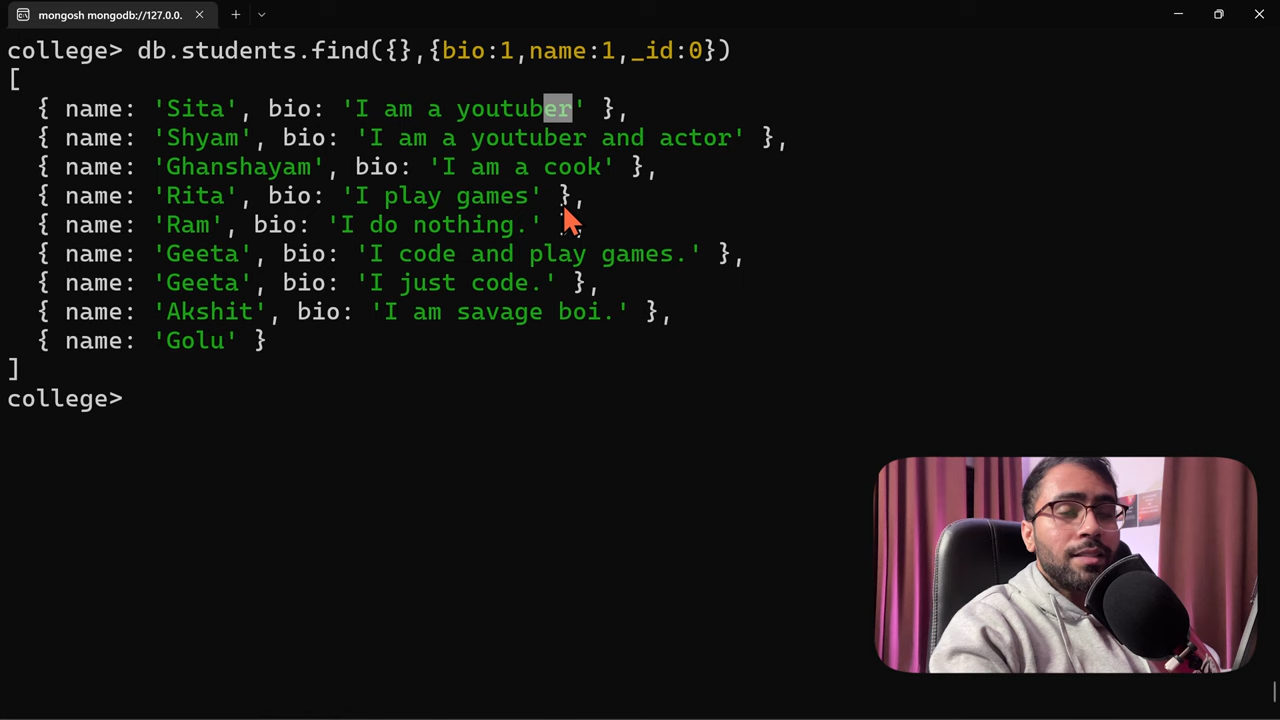 mongosh mongodb://127.0.0.
college> db.students.find({},{bio:1,name:1,_id:0})
[
  { name: 'Sita', bio: 'I am a youtuber' },
  { name: 'Shyam', bio: 'I am a youtuber and actor' },
  { name: 'Ghanshayam', bio: 'I am a cook' },
  { name: 'Rita', bio: 'I play games' },
  { name: 'Ram', bio: 'I do nothing.' },
  { name: 'Geeta', bio: 'I code and play games.' },
  { name: 'Geeta', bio: 'I just code.' },
  { name: 'Akshit', bio: 'I am savage boi.' },
  { name: 'Golu' }
]
college>